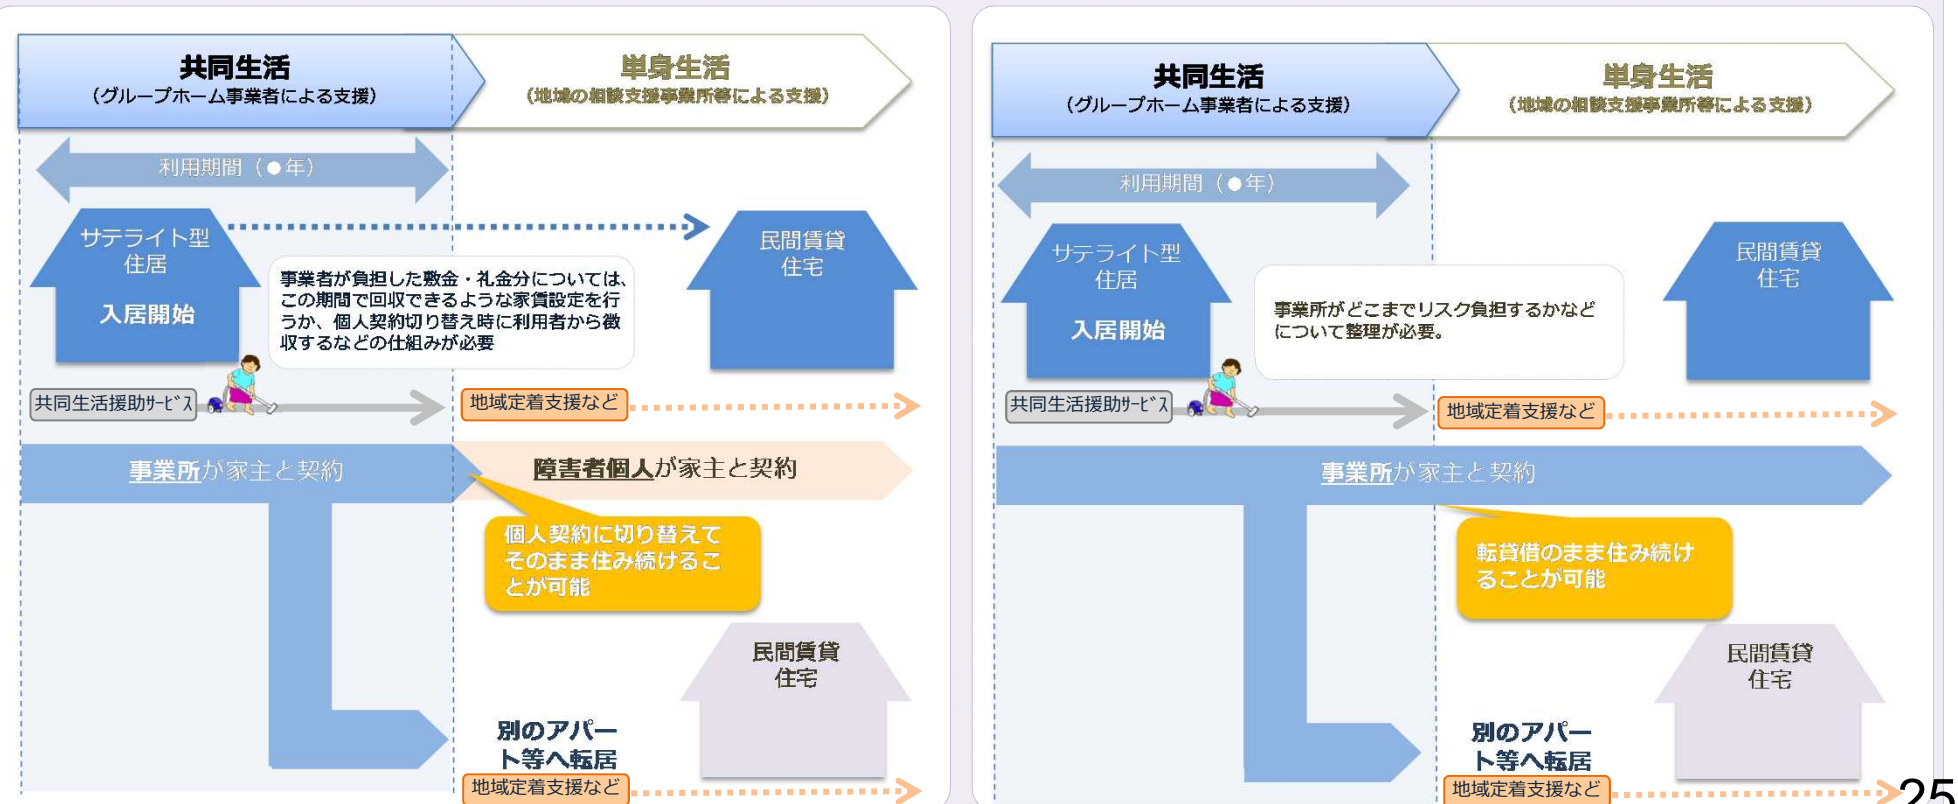 共同生活
(グループホーム事業者による支援)
単身生活
(地域の相談支援事業所等による支援)
利用期間(●年)
サテライト型
住居
入居開始
事業者が負担した敷金・礼金分については、
この期間で回収できるような家賃設定を行
うか、個人契約切り替え時に利用者から徴
収するなどの仕組みが必要
民間賃貸
住宅
共同生活援助ｻｰﾋﾞｽ
地域定着支援など
事業所が家主と契約
障害者個人が家主と契約
個人契約に切り替えて
そのまま住み続けるこ
とが可能
民間賃貸
住宅
別のアパー
ト等へ転居
地域定着支援など
共同生活
(グループホーム事業者による支援)
単身生活
(地域の相談支援事業所等による支援)
利用期間(●年)
サテライト型
住居
入居開始
事業所がどこまでリスク負担するかなど
について整理が必要。
民間賃貸
住宅
共同生活援助ｻｰﾋﾞｽ
地域定着支援など
事業所が家主と契約
転貸借のまま住み続け
ることが可能
民間賃貸
住宅
別のアパー
ト等へ転居
地域定着支援など
25